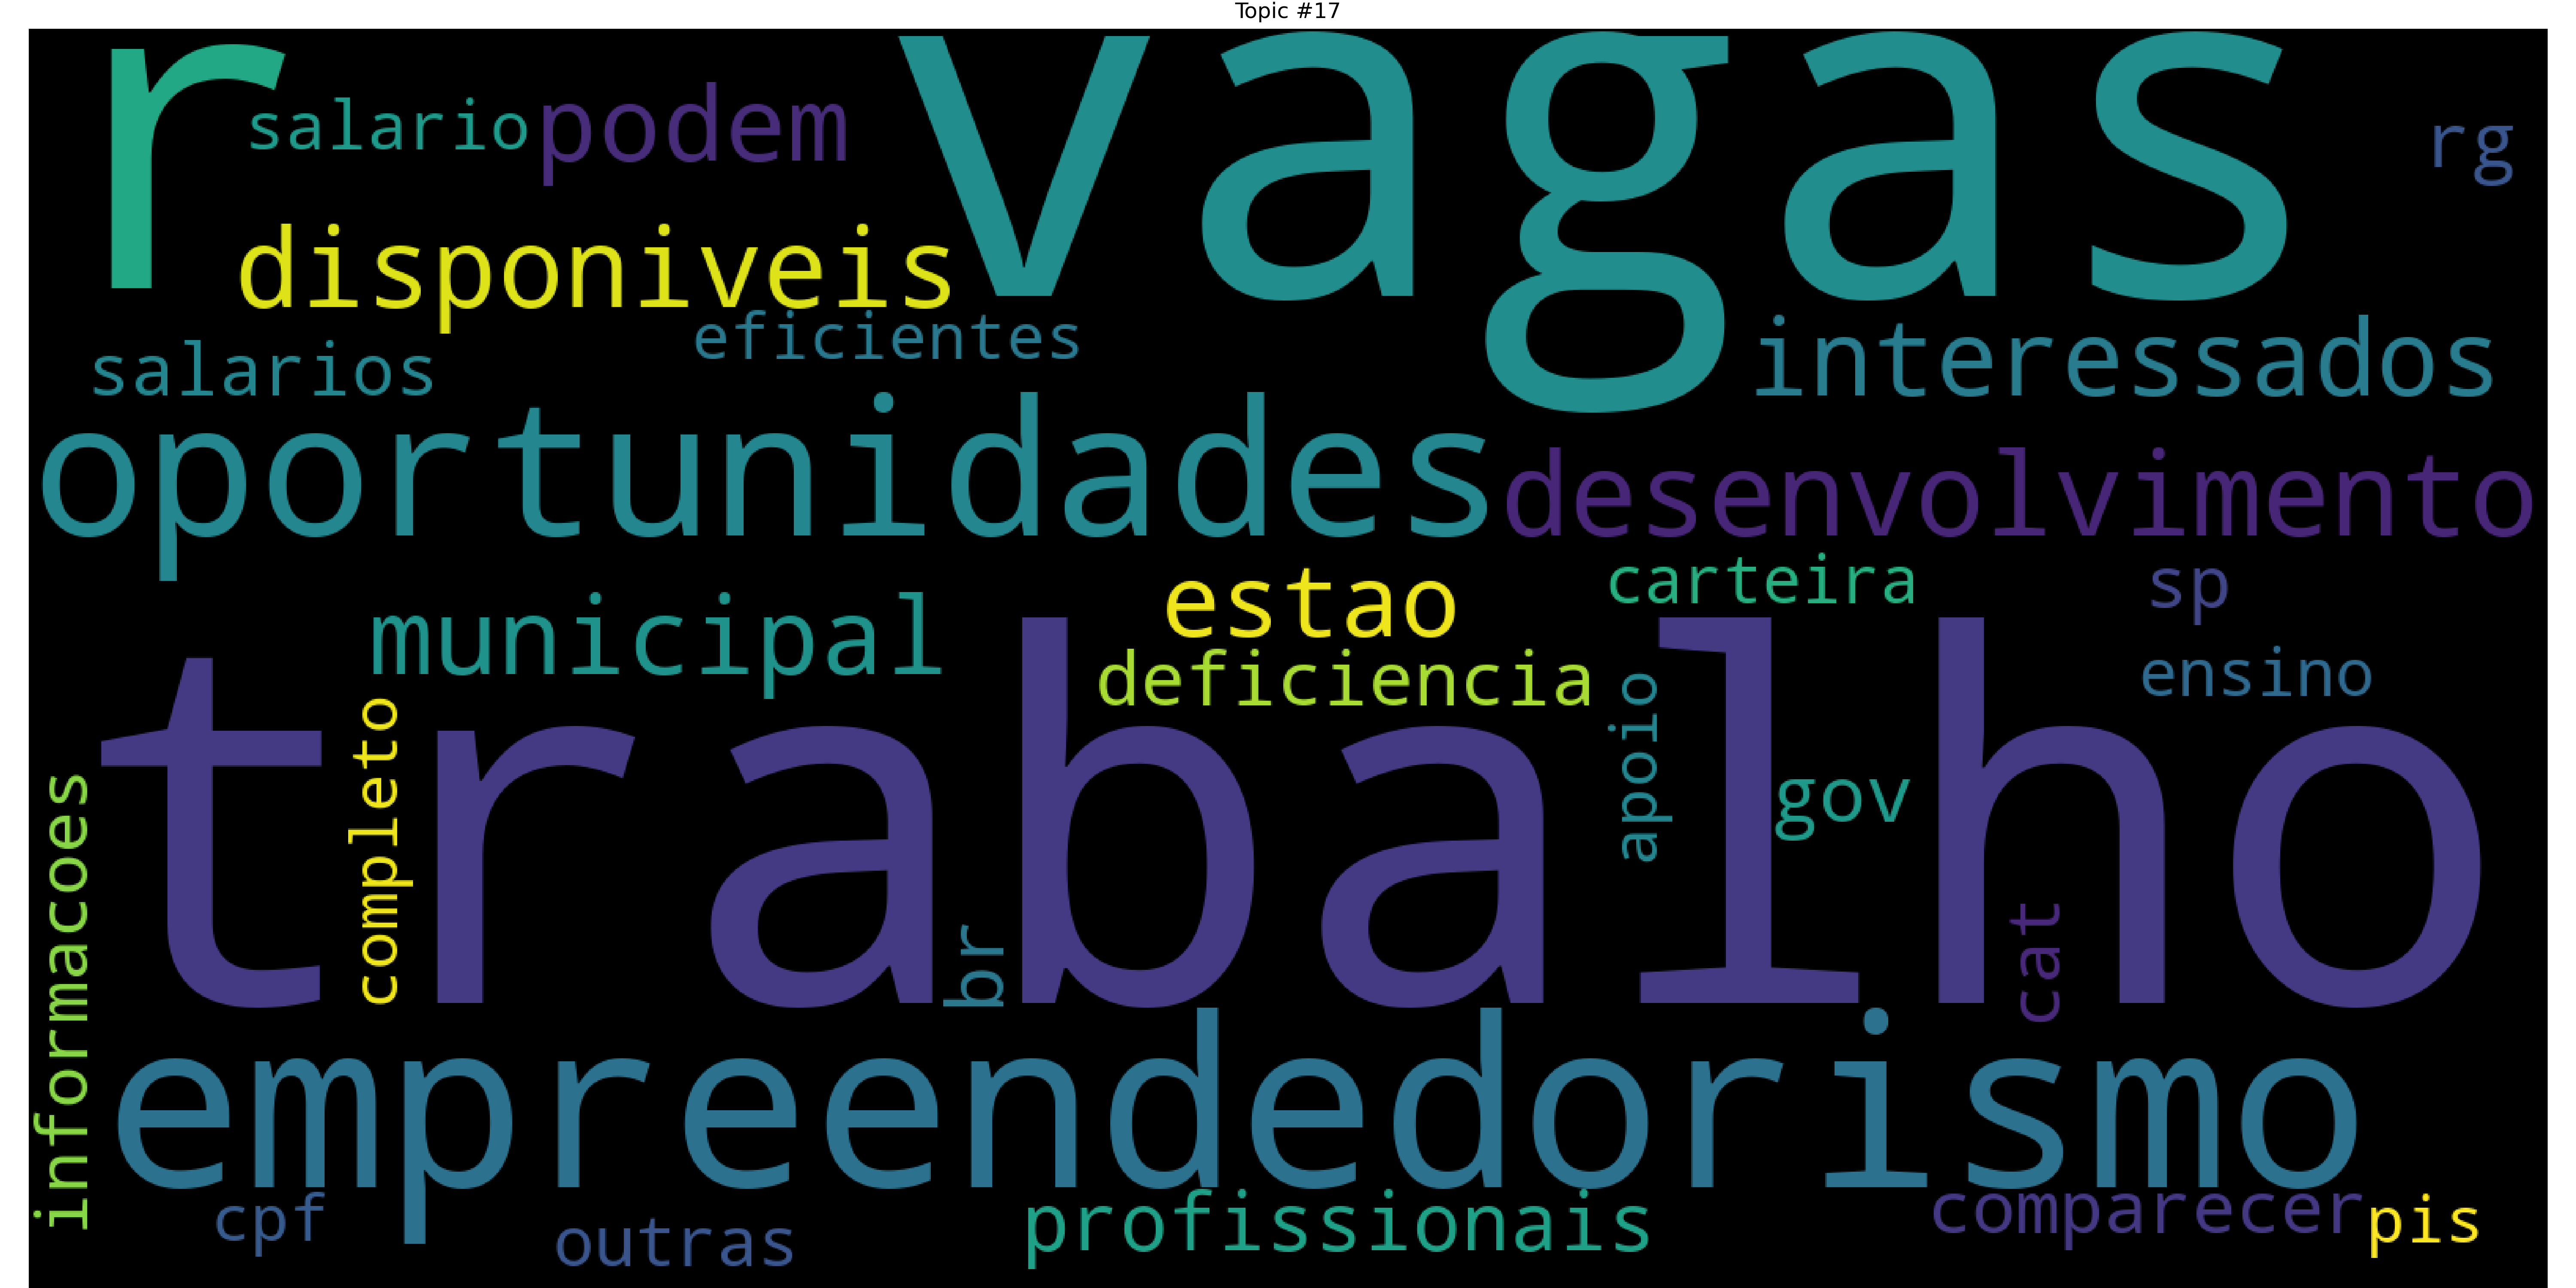 Topic #17
r
vagas
salario
podem
rg
disponiveis
eficientes
interessados
salarios
oportunidades
desenvolvimento
estao
carteira
sp
municipal
deficiencia
ensino
apoio
trabalho
completo
gov
informacoes
br
cat
empreendedorismo
cpf
outras
profissionais
comparecer
pis